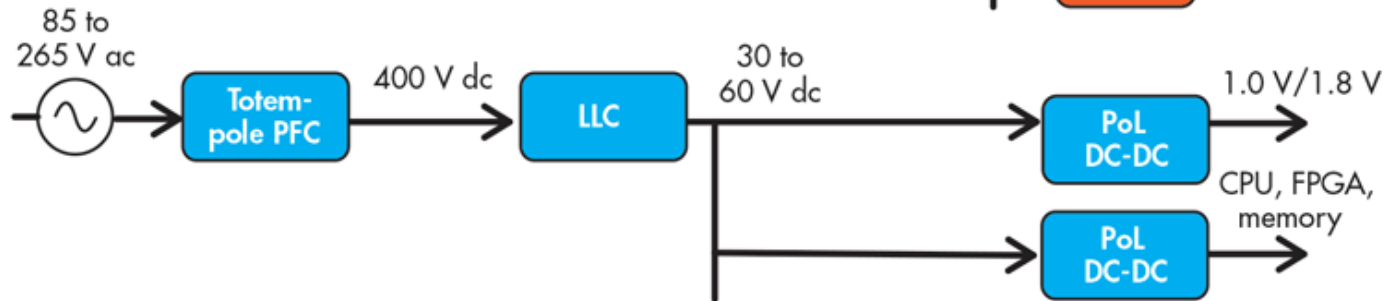 85 to
265 V ac
Totem-
pole PFC
400 V dc
LLC
30 to
60 V dc
PoL
DC-DC
1.0 V/1.8 V
CPU, FPGA,
memory
PoL
DC-DC